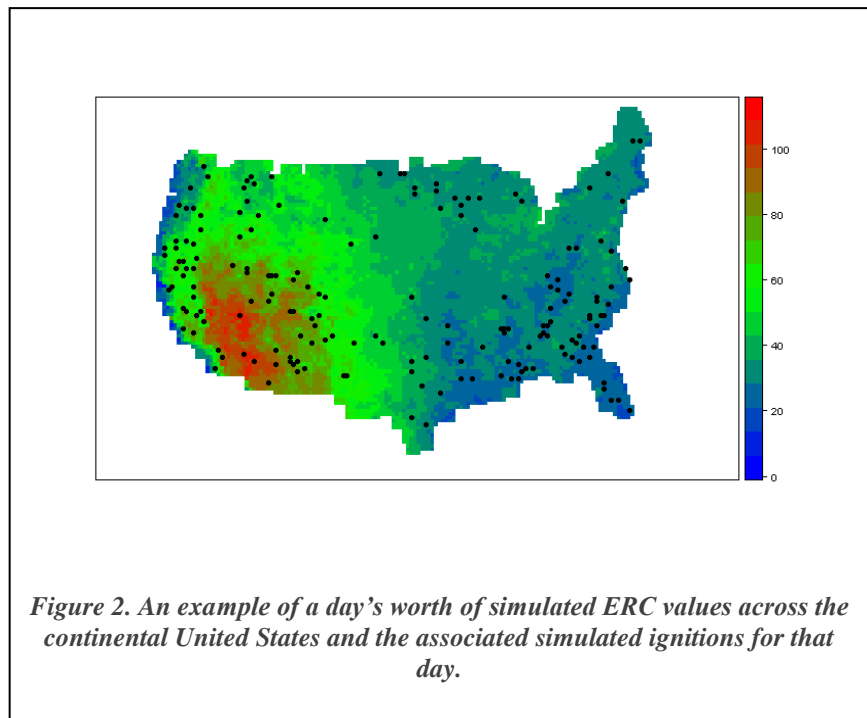 100
80
60
40
20
0
Figure 2. An example of a day’s worth of simulated ERC values across the
continental United States and the associated simulated ignitions for that
day.